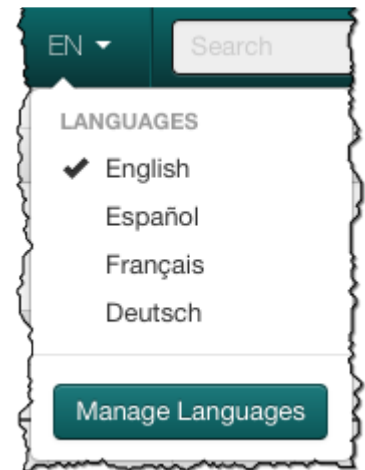 EN
Search
LANGUAGES
English
Español
Français
Deutsch
Manage Languages